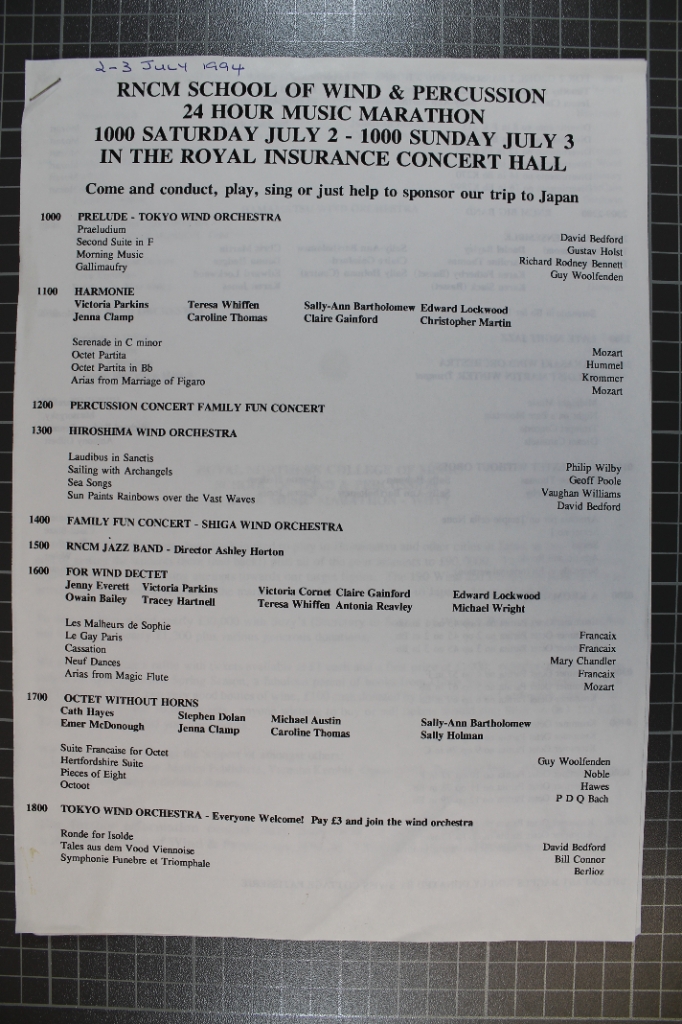 2-3 JULY 1994
RNCM SCHOOL OF WIND & PERCUSSION
24 HOUR MUSIC MARATHON
1000 SATURDAY JULY 2 - 1000 SUNDAY JULY 3
IN THE ROYAL INSURANCE CONCERT HALL
Come and conduct, play, sing or just help to sponsor our trip to Japan
1000 PRELUDE - TOKYO WIND ORCHESTRA
Praeludium David Bedford
Second Suite in F Gustav Holst
Morning Music Richard Rodney Bennett
Gallimaufry Guy Woolfenden
1100 HARMONIE
Victoria Parkins Teresa Whiffen Sally-Ann Bartholomew Edward Lockwood
Jenna Clamp Caroline Thomas Claire Gainford Christopher Martin
Serenade in C minor Mozart
Octet Partita Hummel
Octet Partita in Bb Krommer
Arias from Marriage of Figaro Mozart
1200 PERCUSSION CONCERT FAMILY FUN CONCERT
1300 HIROSHIMA WIND ORCHESTRA
Laudibus in Sanctis Philip Wilby
Sailing with Archangels Geoff Poole
Sea Songs Vaughan Williams
Sun Paints Rainbows over the Vast Waves David Bedford
1400 FAMILY FUN CONCERT - SHIGA WIND ORCHESTRA
1500 RNCM JAZZ BAND - Director Ashley Horton
1600 FOR WIND DECTET
Jenny Everett Victoria Parkins Victoria Cornet Claire Gainford Edward Lockwood
Owain Bailey Tracey Hartnell Teresa Whiffen Antonia Reavley Michael Wright
Les Malheurs de Sophie Francaix
Le Gay Paris Francaix
Cassation Mary Chandler
Neuf Dances Francaix
Arias from Magic Flute Mozart
1700 OCTET WITHOUT HORNS
Cath Hayes Stephen Dolan Michael Austin Sally-Ann Bartholomew
Emer McDonough Jenna Clamp Caroline Thomas Sally Holman
Suite Francaise for Octet Guy Woolfenden
Hertfordshire Suite Noble
Pieces of Eight Hawes
Octoot P D Q Bach
1800 TOKYO WIND ORCHESTRA - Everyone Welcome! Pay £3 and join the wind orchestra
Ronde for Isolde David Bedford
Tales aus dem Vood Viennoise Bill Connor
Symphonie Funebre et Triomphale Berlioz